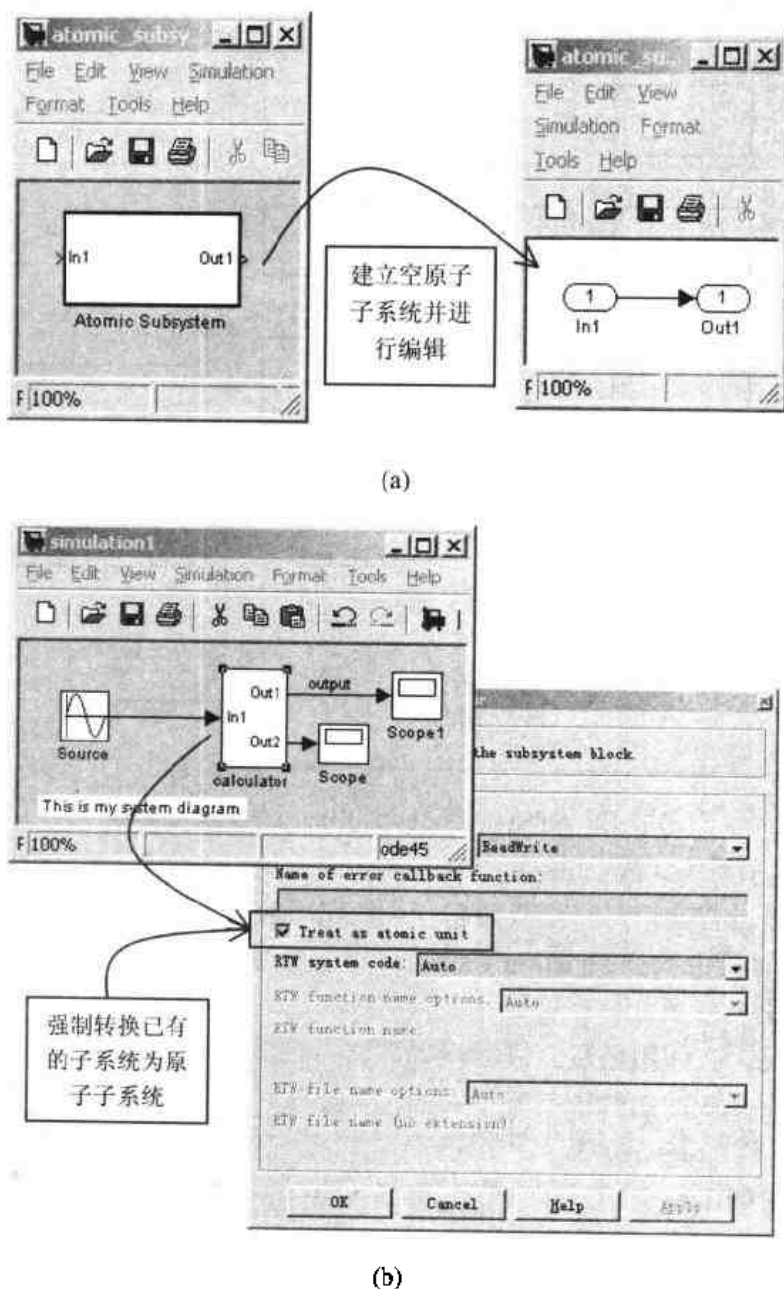 atomic_subsy
File Edit View Simulation
Format Tools Help
In1 Out1
Atomic Subsystem
F 100%
建立空原子
子系统并进
行编辑
atomic_su..
File Edit View
Simulation Format
Tools Help
1 1
In1 Out1
F 100%
(a)
simulation1
File Edit View Simulation Format Tools Help
Source
In1
Out1
Out2
calculator
output
Scope1
Scope
This is my system diagram
F 100% ode45
the subsystem block.
ReadWrite
Name of error callback function:
Treat as atomic unit
RTW system code: Auto
RTW function name options: Auto
RTW function name:
RTW file name options: Auto
RTW file name (no extension)
OK Cancel Help Apply
强制转换已有
的子系统为原
子子系统
(b)